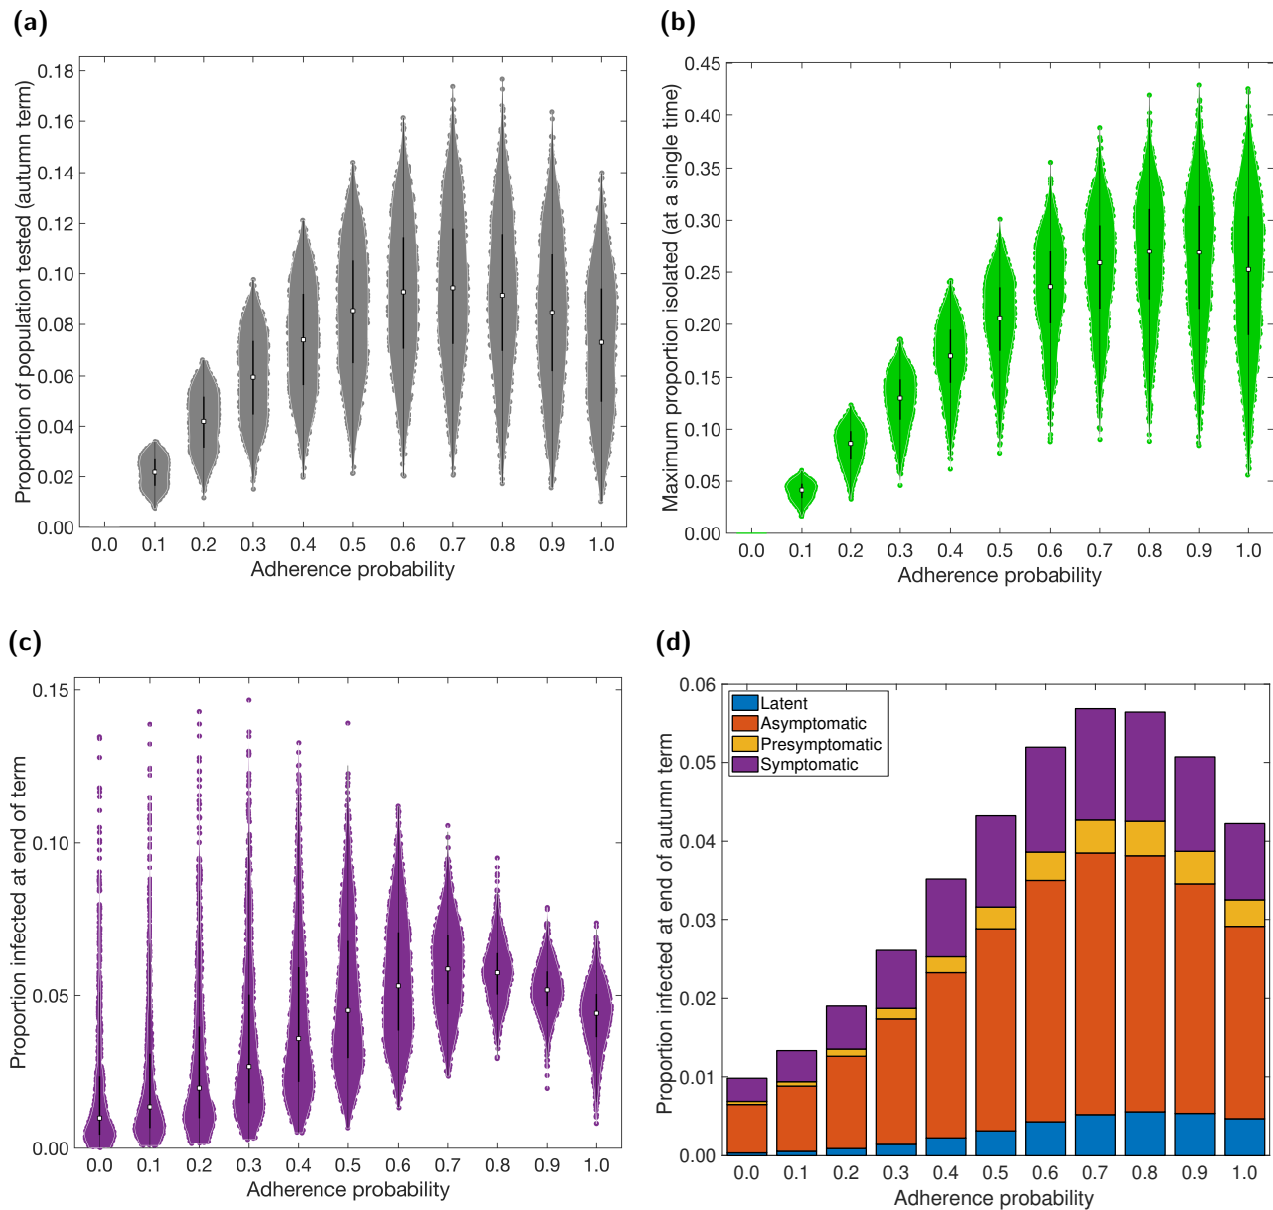 (a)
Proportion of population tested (autumn term)
0.18
0.16
0.14
0.12
0.10
0.08
0.06
0.04
0.02
0.00
0.0 0.1 0.2 0.3 0.4 0.5 0.6 0.7 0.8 0.9 1.0
Adherence probability
(b)
Maximum proportion isolated (at a single time)
0.45
0.40
0.35
0.30
0.25
0.20
0.15
0.10
0.05
0.00
0.0 0.1 0.2 0.3 0.4 0.5 0.6 0.7 0.8 0.9 1.0
Adherence probability
(c)
Proportion infected at end of term
0.15
0.10
0.05
0.00
0.0 0.1 0.2 0.3 0.4 0.5 0.6 0.7 0.8 0.9 1.0
Adherence probability
(d)
Proportion infected at end of autumn term
0.06
0.05
0.04
0.03
0.02
0.01
0.00
Latent
Asymptomatic
Presymptomatic
Symptomatic
0.0 0.1 0.2 0.3 0.4 0.5 0.6 0.7 0.8 0.9 1.0
Adherence probability